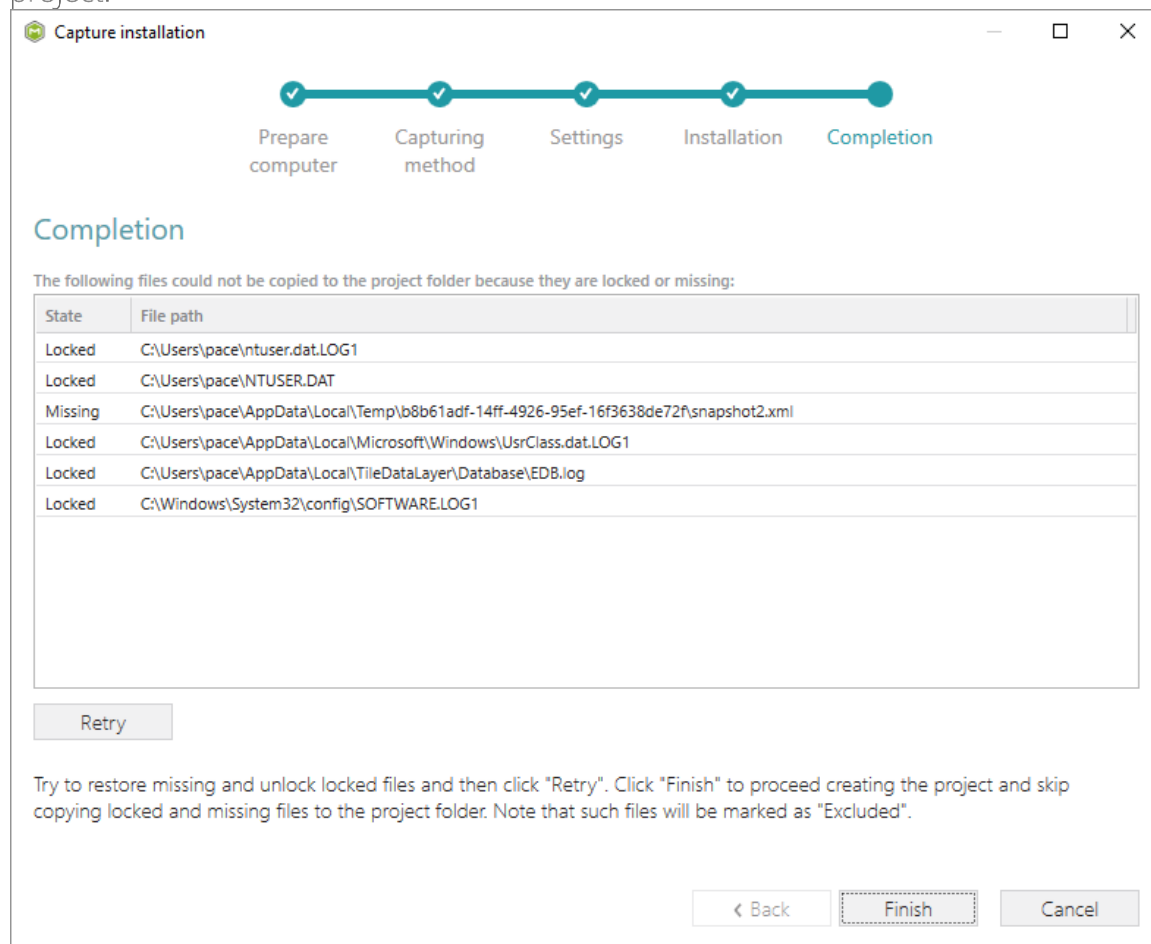 project.
Capture installation
Prepare computer
Capturing method
Settings
Installation
Completion
Completion
The following files could not be copied to the project folder because they are locked or missing:
State File path
Locked C:\Users\pace\ntuser.dat.LOG1
Locked C:\Users\pace\NTUSER.DAT
Missing C:\Users\pace\AppData\Local\Temp\b8b61adf-14ff-4926-95ef-16f3638de72f\snapshot2.xml
Locked C:\Users\pace\AppData\Local\Microsoft\Windows\UsrClass.dat.LOG1
Locked C:\Users\pace\AppData\Local\TileDataLayer\Database\EDB.log
Locked C:\Windows\System32\config\SOFTWARE.LOG1
Retry
Try to restore missing and unlock locked files and then click "Retry". Click "Finish" to proceed creating the project and skip
copying locked and missing files to the project folder. Note that such files will be marked as "Excluded".
< Back
Finish
Cancel